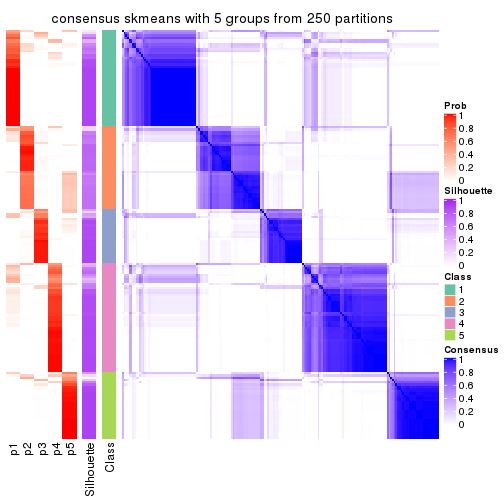 consensus skmeans with 5 groups from 250 partitions
Prob
1
0.8
0.6
0.4
0.2
0
Silhouette
1
0.8
0.6
0.4
0.2
0
Class
1
2
3
4
5
Consensus
1
0.8
0.6
0.4
0.2
0
p1
p2
p3
p4
p5
Silhouette
Class